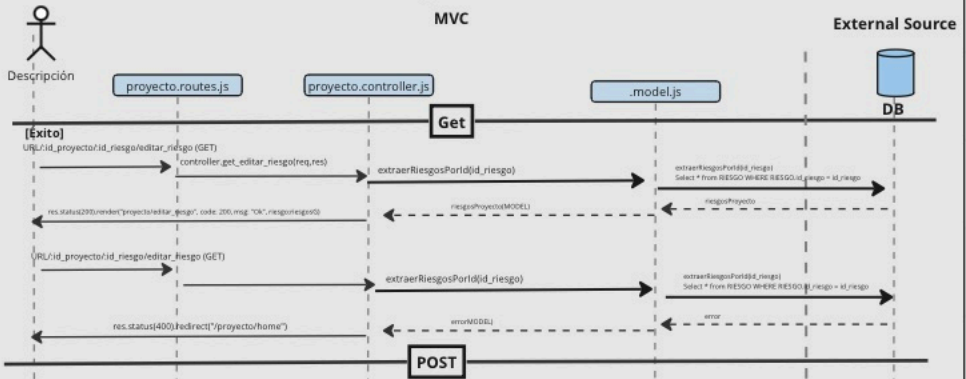 MVC
External Source
Descripción
proyecto.routes.js
proyecto.controller.js
.model.js
DB
Get
[Exito]
URL/:id_proyecto/:id_riesgo/editar_riesgo (GET)
controller.get_editar_riesgo(req,res)
extraerRiesgosPorId(id_riesgo)
extraerRiesgosPorId(id_riesgo)
Select * from RIESGO WHERE RIESGO.id_riesgo = id_riesgo
res.status(200).render("proyecto/editar_riesgo", code: 200, msg: "Ok", riesgo:riesgos[0])
riesgosProyecto(MODEL)
riesgosProyecto
URL/:id_proyecto/:id_riesgo/editar_riesgo (GET)
extraerRiesgosPorId(id_riesgo)
extraerRiesgosPorId(id_riesgo)
Select * from RIESGO WHERE RIESGO.id_riesgo = id_riesgo
res.status(400).redirect("/proyecto/home")
errorMODEL)
error
POST